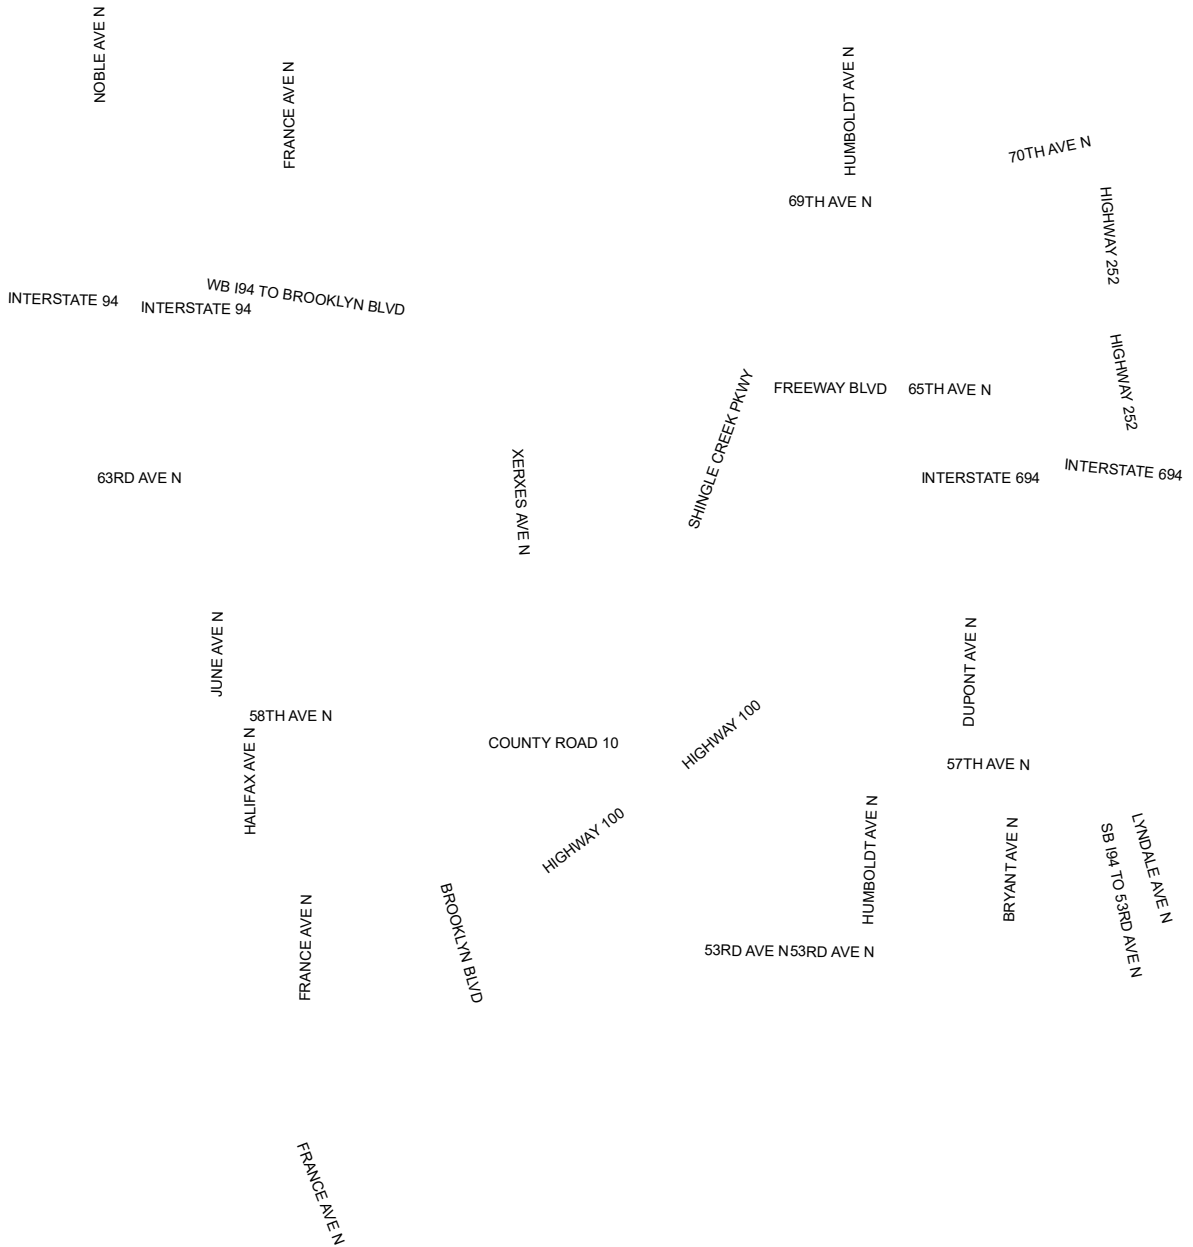 NOBLE AVE N
FRANCE AVE N
HUMBOLDT AVE N
70TH AVE N
69TH AVE N
HIGHWAY 252
WB I94 TO BROOKLYN BLVD
INTERSTATE 94
INTERSTATE 94
HIGHWAY 252
SHINGLE CREEK PKWY
FREEWAY BLVD
65TH AVE N
XERXES AVE N
63RD AVE N
INTERSTATE 694
INTERSTATE 694
JUNE AVE N
DUPONT AVE N
58TH AVE N
HALIFAX AVE N
COUNTY ROAD 10
HIGHWAY 100
57TH AVE N
HIGHWAY 100
HUMBOLDT AVE N
BRYANT AVE N
SB I94 TO 53RD AVE N
LYNDALE AVE N
FRANCE AVE N
BROOKLYN BLVD
53RD AVE N
53RD AVE N
FRANCE AVE N